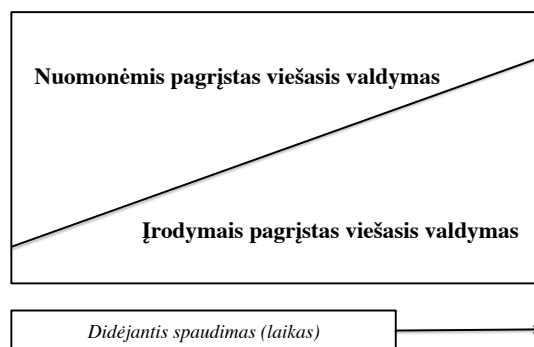 Nuomonėmis pagrįstas viešasis valdymas
Įrodymais pagrįstas viešasis valdymas
Didėjantis spaudimas (laikas)